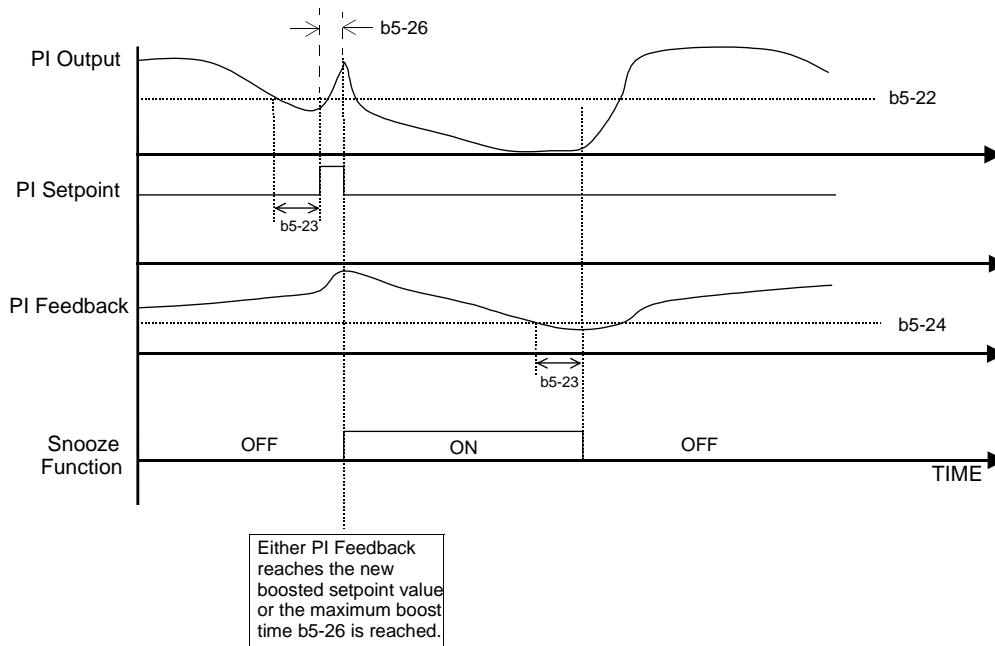 b5-26
PI Output
b5-22
PI Setpoint
b5-23
PI Feedback
b5-24
b5-23
Snooze
Function
OFF
ON
OFF
TIME
Either PI Feedback
reaches the new
boosted setpoint value
or the maximum boost
time b5-26 is reached.